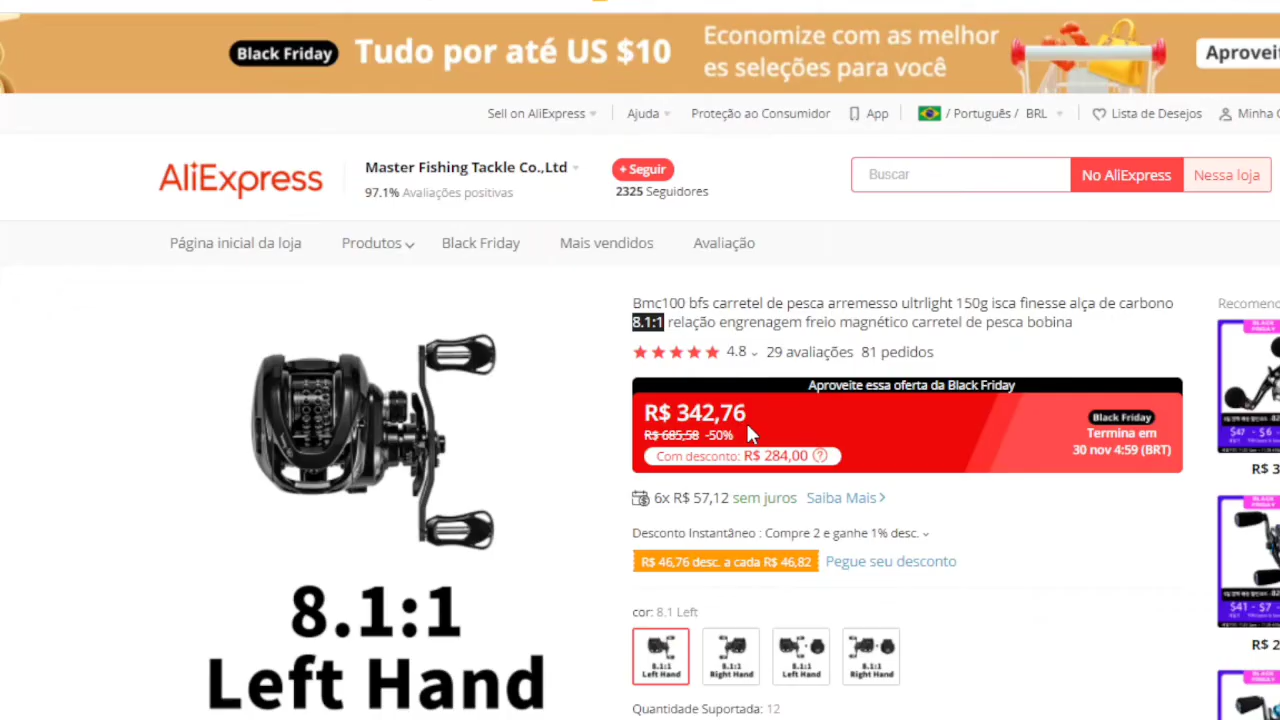 Black Friday
Tudo por até US $10
Economize com as melhor
es seleções para você
Sell on AliExpress
Ajuda
Proteção ao Consumidor
App
/ Português / BRL
Lista de Desejos
Minha
AliExpress
Master Fishing Tackle Co.,Ltd
97.1% Avaliações positivas
+ Seguir
2325 Seguidores
Buscar
No AliExpress
Nessa loja
Página inicial da loja
Produtos
Black Friday
Mais vendidos
Avaliação
Bmc100 bfs carretel de pesca arremesso ultrlight 150g isca finesse alça de carbono
8.1:1 relação engrenagem freio magnético carretel de pesca bobina
4.8 29 avaliações 81 pedidos
Aproveite essa oferta da Black Friday
R$ 342,76
R$ 685,58 -50%
Com desconto: R$ 284,00
Black Friday
Termina em
30 nov 4:59 (BRT)
6x R$ 57,12 sem juros Saiba Mais
Desconto Instantâneo : Compre 2 e ganhe 1% desc.
R$ 46,76 desc. a cada R$ 46,82 Pegue seu desconto
cor: 8.1 Left
8.1:1
Left Hand
8.1:1
Right Hand
8.1:1
Left Hand
8.1:1
Right Hand
Quantidade Suportada: 12
8.1:1
Left Hand
$47 - $6
R$ 3
$41 - $7
R$ 2